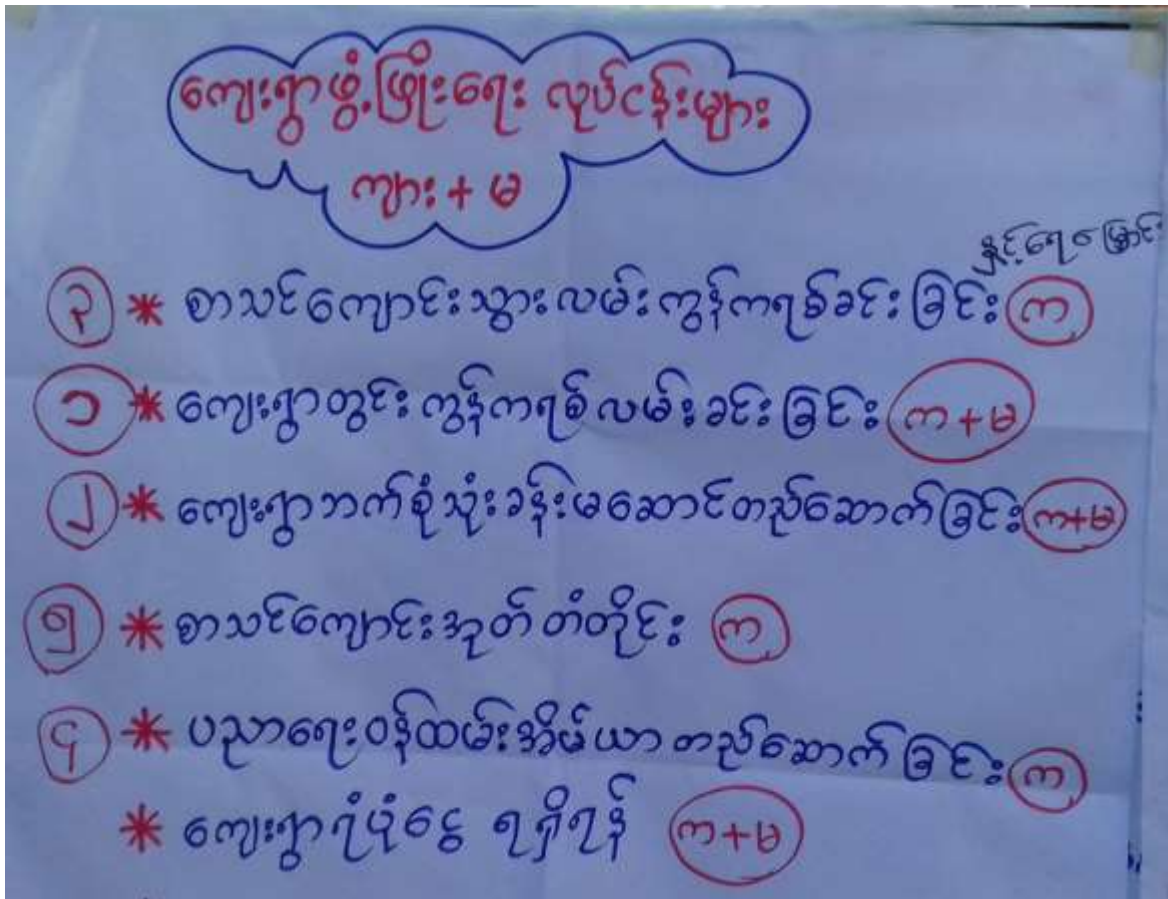 ကျေးရွာဖွံ့ဖြိုးရေး လုပ်ငန်းများ
ကျား + မ
နှင့်ရေမြောင်း
၃ * စာသင်ကျောင်းသွားလမ်းကွန်ကရစ်ခင်းခြင်း က
၁ * ကျေးရွာတွင်း ကွန်ကရစ်လမ်းခင်းခြင်း က+မ
၂ * ကျေးရွာဘက်စုံသုံးခန်းမဆောင်တည်ဆောက်ခြင်း က+မ
၅ * စာသင်ကျောင်းအုတ်တံတိုင်း က
၄ * ပညာရေးဝန်ထမ်းအိမ်ယာ တည်ဆောက်ခြင်း က
* ကျေးရွာရံပုံငွေ ရရှိရန် က+မ